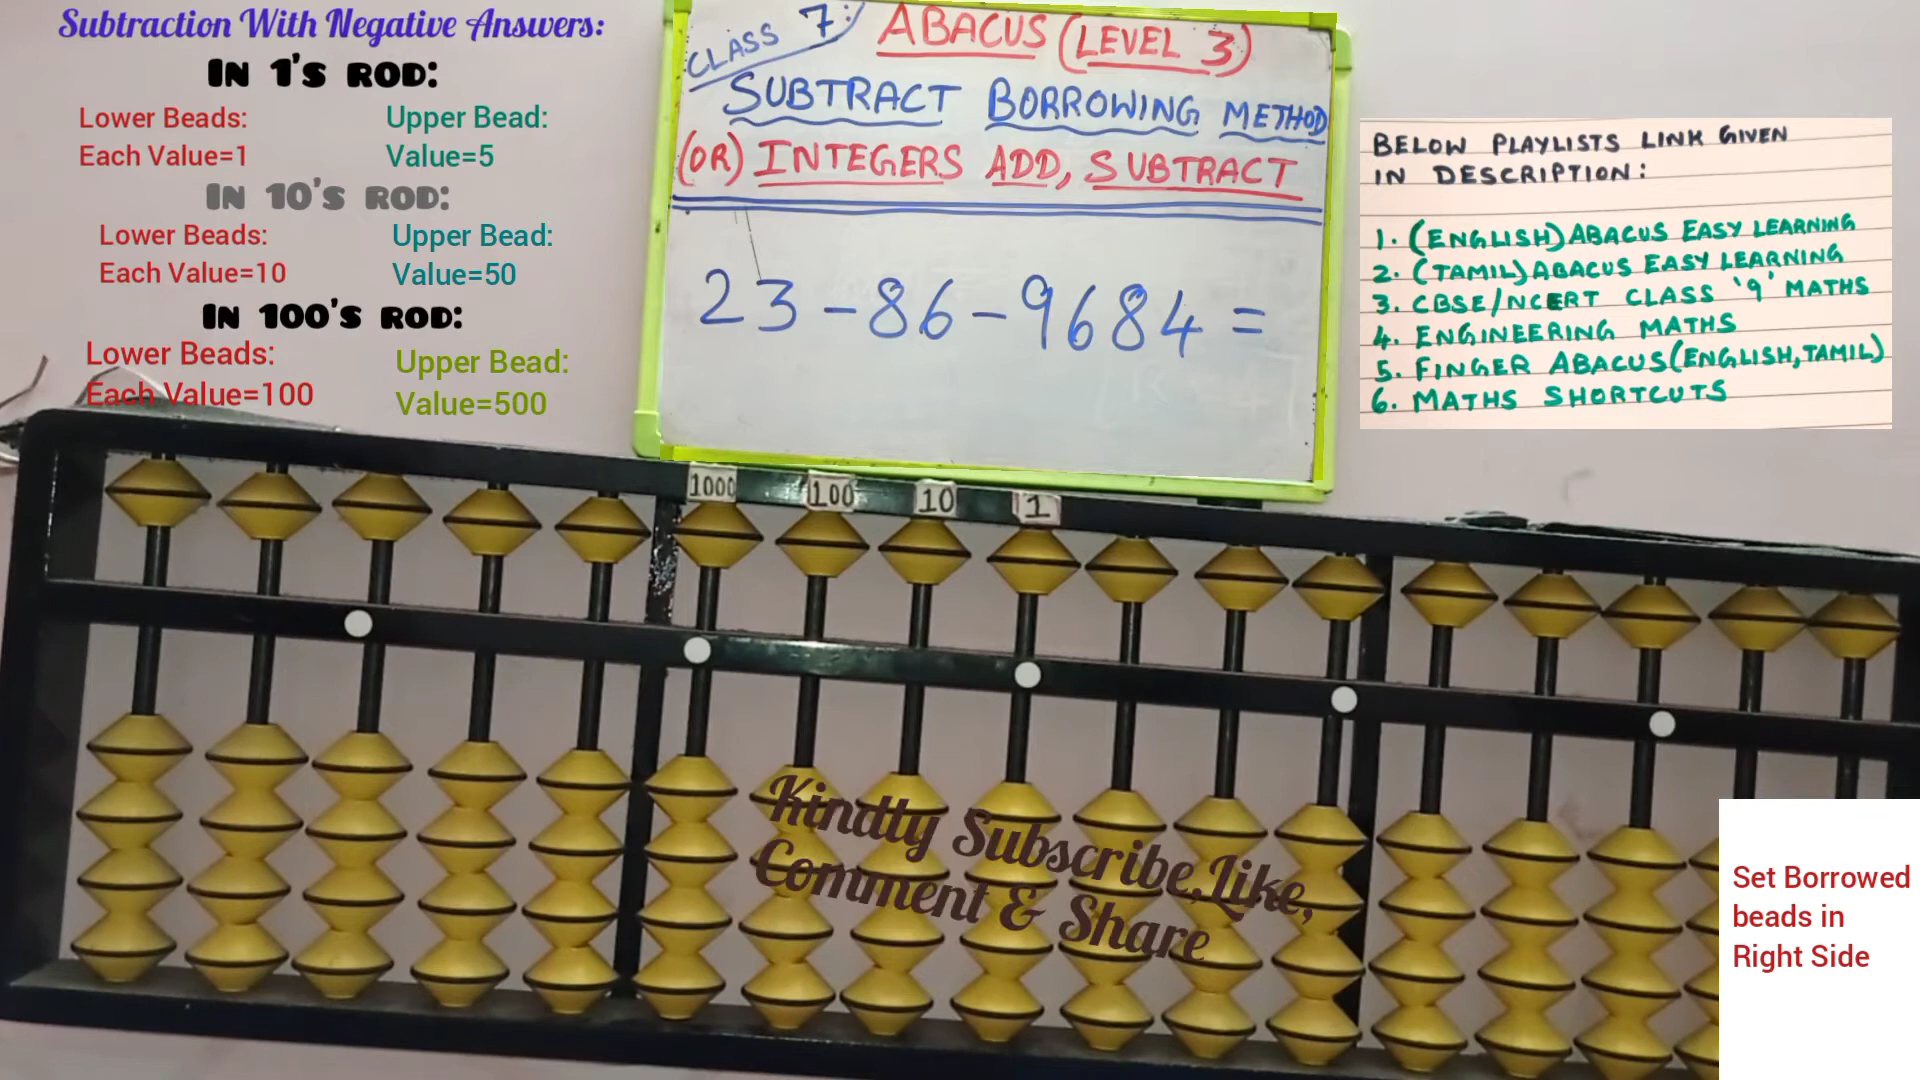 Subtraction With Negative Answers:
In 1's rod:
Lower Beads:
Each Value=1
Upper Bead:
Value=5
In 10's rod:
Lower Beads:
Each Value=10
Upper Bead:
Value=50
In 100's rod:
Lower Beads:
Each Value=100
Upper Bead:
Value=500
CLASS 7:
ABACUS (LEVEL 3)
SUBTRACT BORROWING METHOD
(OR) INTEGERS ADD, SUBTRACT
23-86-9684=
BELOW PLAYLISTS LINK GIVEN
IN DESCRIPTION:
1. (ENGLISH) ABACUS EASY LEARNING
2. (TAMIL) ABACUS EASY LEARNING
3. CBSE/NCERT CLASS '9' MATHS
4. ENGINEERING MATHS
5. FINGER ABACUS (ENGLISH, TAMIL)
6. MATHS SHORTCUTS
1000 100 10 1
Kindly Subscribe, Like,
Comment & Share
Set Borrowed
beads in
Right Side